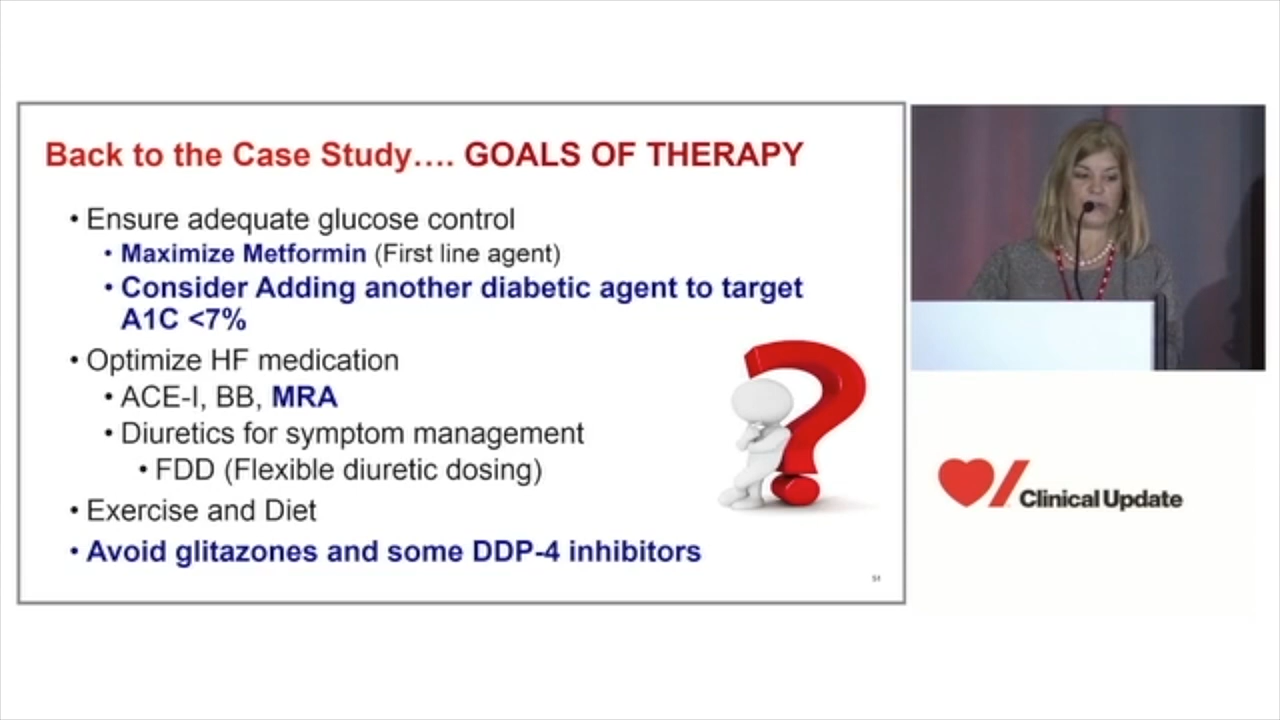 Back to the Case Study…. GOALS OF THERAPY
• Ensure adequate glucose control
• Maximize Metformin (First line agent)
• Consider Adding another diabetic agent to target
A1C <7%
• Optimize HF medication
• ACE-I, BB, MRA
• Diuretics for symptom management
• FDD (Flexible diuretic dosing)
• Exercise and Diet
• Avoid glitazones and some DDP-4 inhibitors
Clinical Update